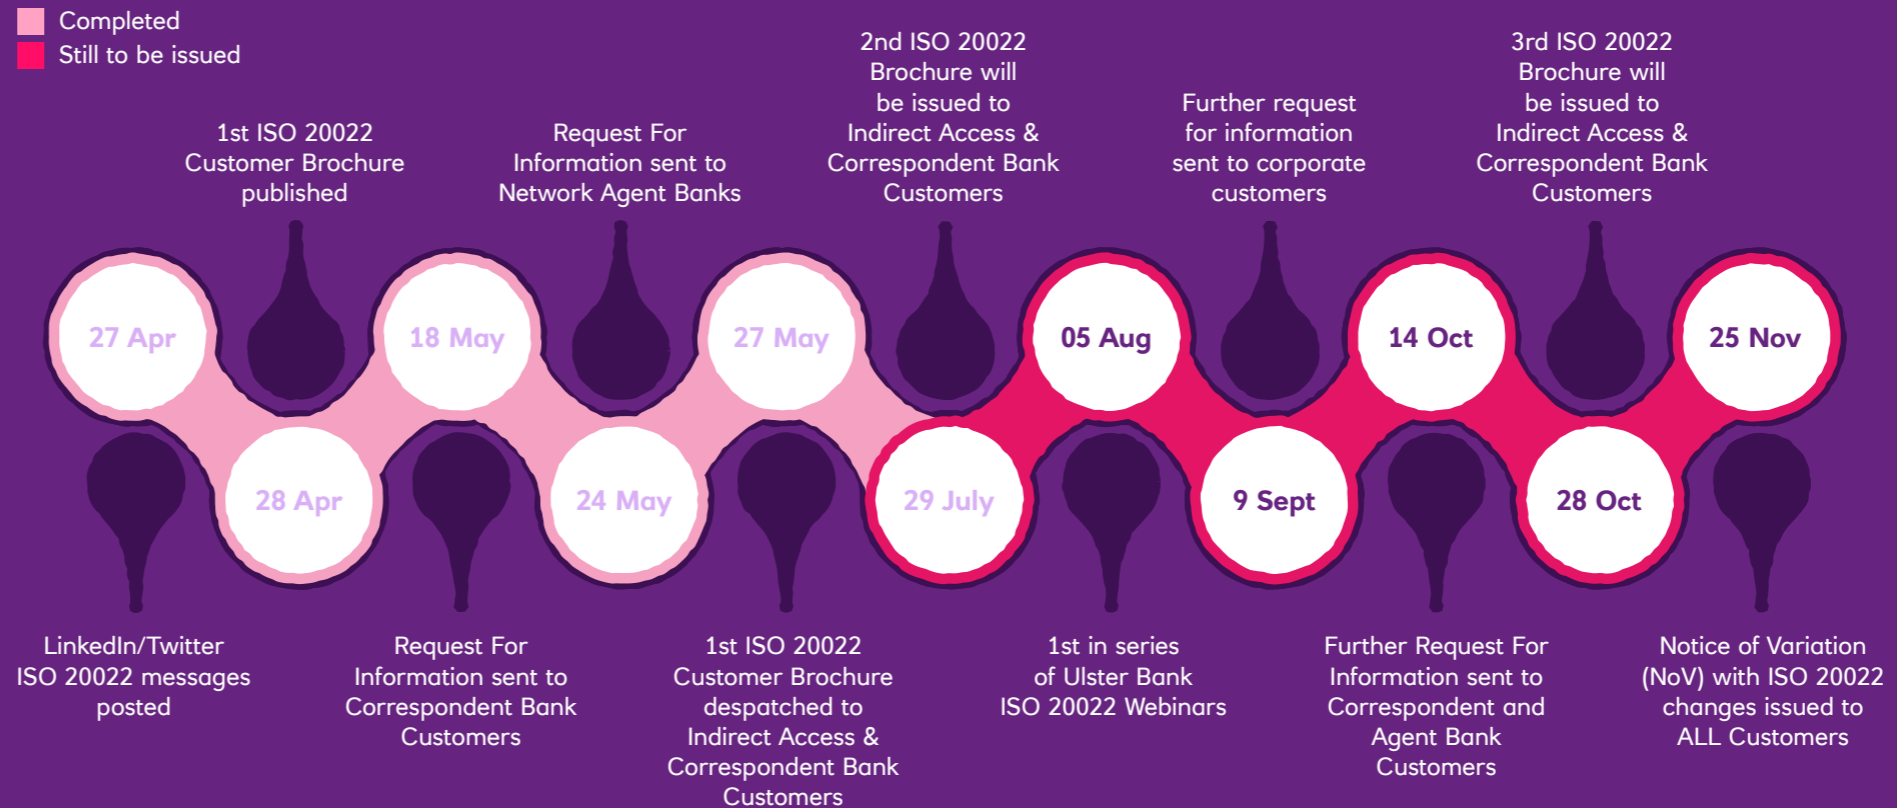 Completed
Still to be issued
1st ISO 20022
Customer Brochure
published
Request For
Information sent to
Network Agent Banks
2nd ISO 20022
Brochure will
be issued to
Indirect Access &
Correspondent Bank
Customers
Further request
for information
sent to corporate
customers
3rd ISO 20022
Brochure will
be issued to
Indirect Access &
Correspondent Bank
Customers
27 Apr
18 May
27 May
05 Aug
14 Oct
25 Nov
28 Apr
24 May
29 July
9 Sept
28 Oct
LinkedIn/Twitter
ISO 20022 messages
posted
Request For
Information sent to
Correspondent Bank
Customers
1st ISO 20022
Customer Brochure
despatched to
Indirect Access &
Correspondent Bank
Customers
1st in series
of Ulster Bank
ISO 20022 Webinars
Further Request For
Information sent to
Correspondent and
Agent Bank
Customers
Notice of Variation
(NoV) with ISO 20022
changes issued to
ALL Customers